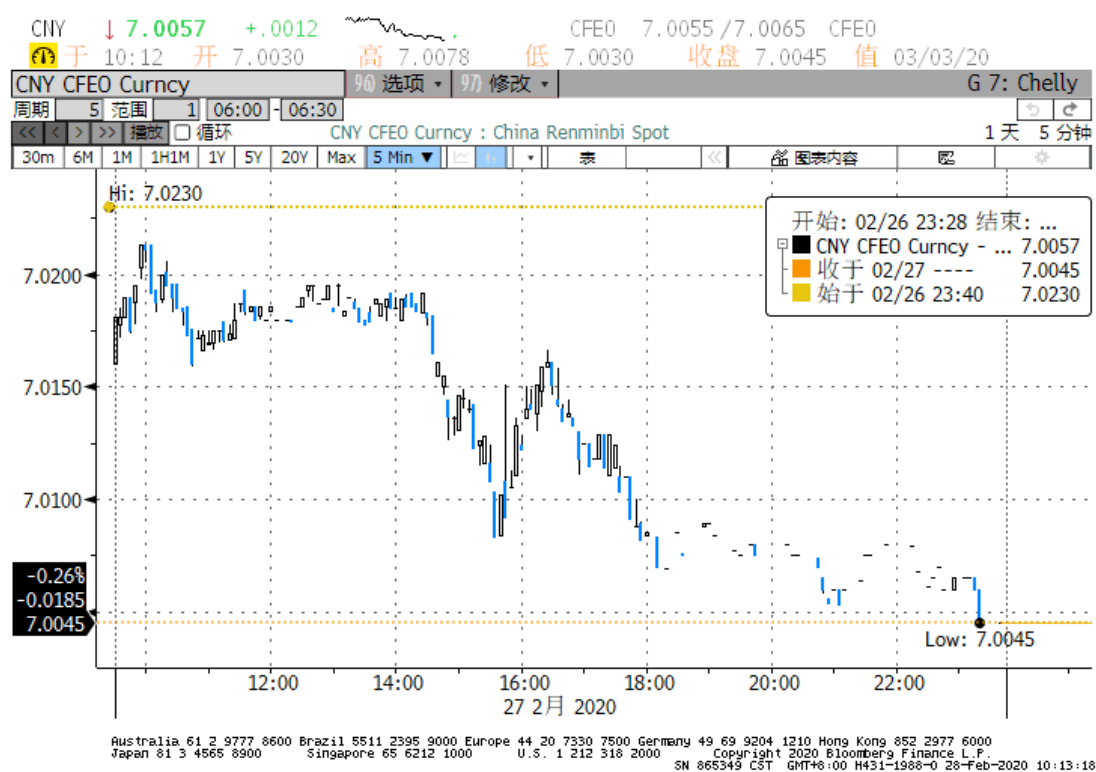 CNY ↓ 7.0057 +.0012 CFEO 7.0055 /7.0065 CFEO
于 10:12 开 7.0030 高 7.0078 低 7.0030 收盘 7.0045 值 03/03/20
CNY CFEO Curncy 96) 选项 97) 修改 G 7: Chelly
周期 5 范围 1 06:00 - 06:30
<< < > >> 播放 循环 CNY CFEO Curncy : China Renminbi Spot 1 天 5 分钟
30m 6M 1M 1H1M 1Y 5Y 20Y Max 5 Min ▼ 表 << 图表内容
Hi: 7.0230
开始: 02/26 23:28 结束: ...
CNY CFEO Curncy - ... 7.0057
收于 02/27 ---- 7.0045
始于 02/26 23:40 7.0230
7.0200
7.0150
7.0100
-0.26%
-0.0185
7.0045
Low: 7.0045
12:00 14:00 16:00 18:00 20:00 22:00
27 2月 2020
Australia 61 2 9777 8600 Brazil 5511 2395 9000 Europe 44 20 7330 7500 Germany 49 69 9204 1210 Hong Kong 852 2977 6000
Japan 81 3 4565 8900 Singapore 65 6212 1000 U.S. 1 212 318 2000 Copyright 2020 Bloomberg Finance L.P.
SN 865349 CST GMT+8:00 H431-1988-0 28-Feb-2020 10:13:18